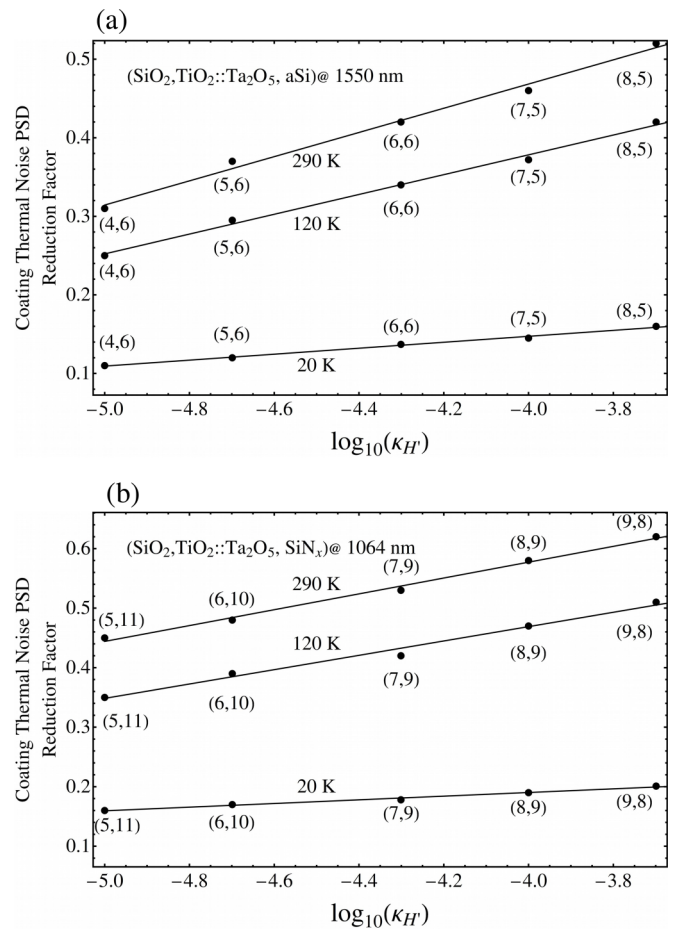 (a)
(SiO₂,TiO₂::Ta₂O₅, aSi)@ 1550 nm
Coating Thermal Noise PSD
Reduction Factor
0.5
0.4
0.3
0.2
0.1
(4,6) (5,6) (6,6) (7,5) (8,5)
290 K
(4,6) (5,6) (6,6) (7,5) (8,5)
120 K
(4,6) (5,6) (6,6) (7,5) (8,5)
20 K
−5.0 −4.8 −4.6 −4.4 −4.2 −4.0 −3.8
log₁₀(κH′)
(b)
(SiO₂,TiO₂::Ta₂O₅, SiNₓ)@ 1064 nm
Coating Thermal Noise PSD
Reduction Factor
0.6
0.5
0.4
0.3
0.2
0.1
(5,11) (6,10) (7,9) (8,9) (9,8)
290 K
120 K
(5,11) (6,10) (7,9) (8,9) (9,8)
20 K
(5,11) (6,10) (7,9) (8,9) (9,8)
−5.0 −4.8 −4.6 −4.4 −4.2 −4.0 −3.8
log₁₀(κH′)